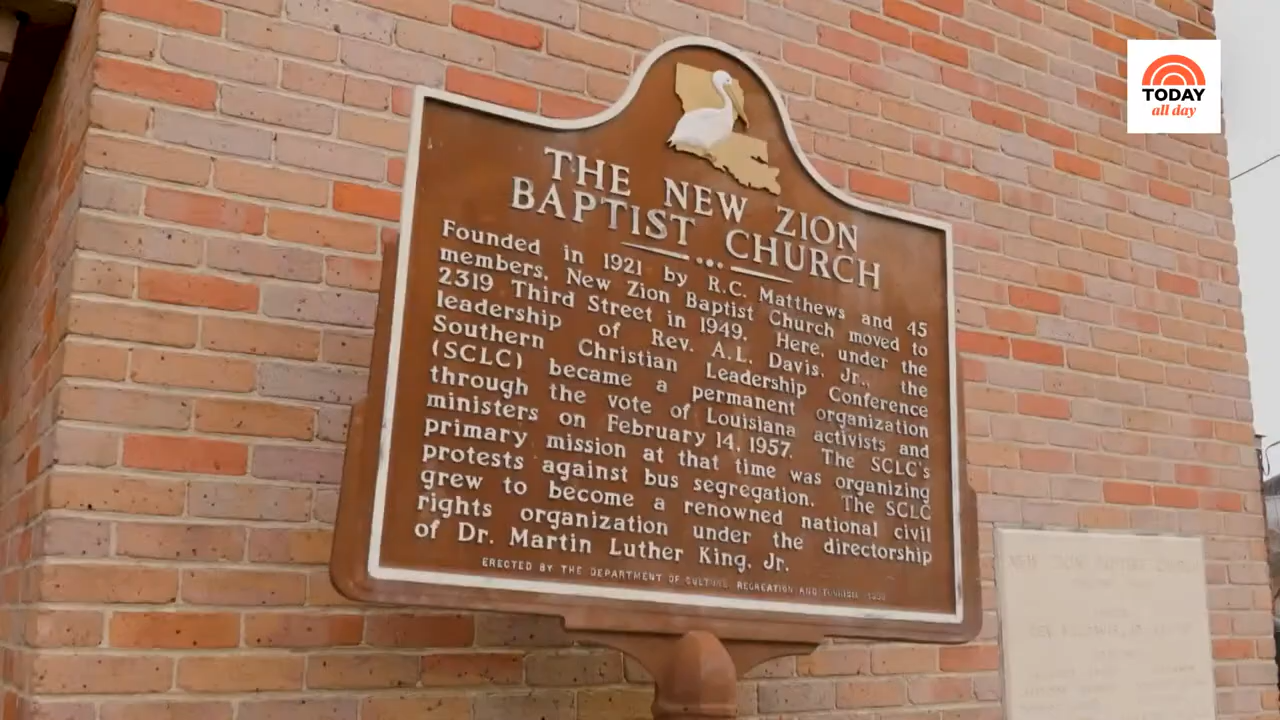 TODAY
all day
THE NEW ZION
BAPTIST CHURCH
Founded in 1921 by R.C. Matthews and 45
members, New Zion Baptist Church moved to
2319 Third Street in 1949. Here, under the
leadership of Rev. A.L. Davis, Jr., the
Southern Christian Leadership Conference
(SCLC) became a permanent organization
through the vote of Louisiana activists and
ministers on February 14, 1957. The SCLC's
primary mission at that time was organizing
protests against bus segregation. The SCLC
grew to become a renowned national civil
rights organization under the directorship
of Dr. Martin Luther King, Jr.
ERECTED BY THE DEPARTMENT OF CULTURE, RECREATION AND TOURISM
NEW ZION BAPTIST CHURCH